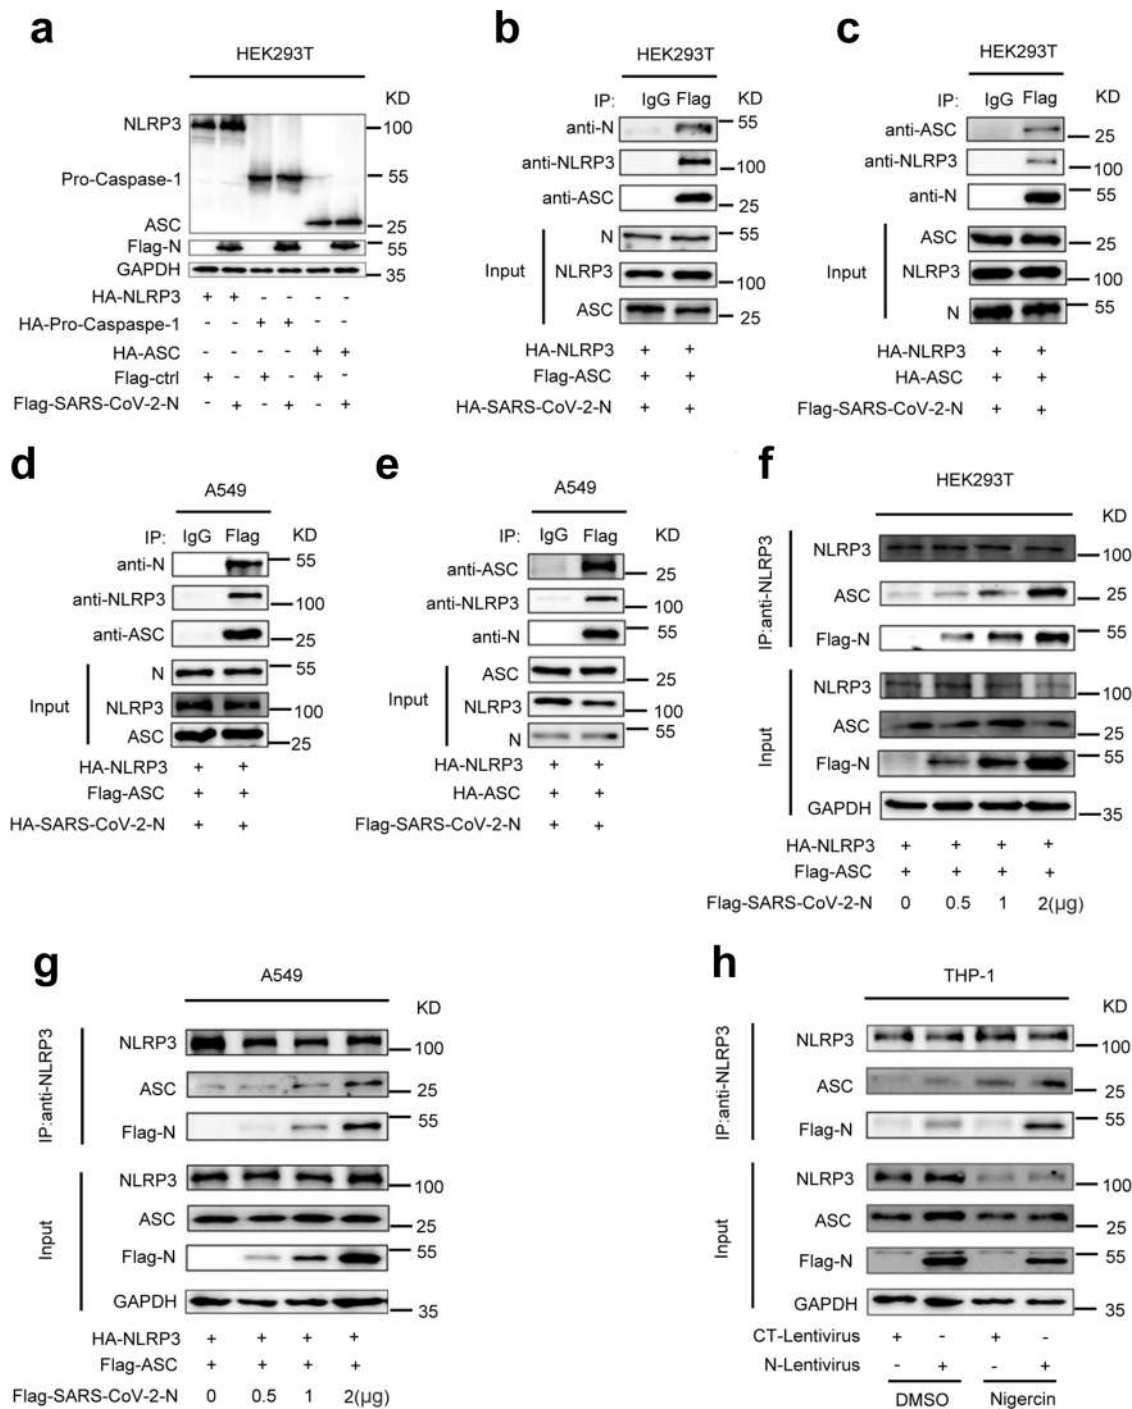 a
HEK293T
KD
NLRP3
100
Pro-Caspase-1
55
ASC
25
Flag-N
55
GAPDH
35
HA-NLRP3 + + - - - -
HA-Pro-Caspaspe-1 - - + + - -
HA-ASC - - - - + +
Flag-ctrl + - + - + -
Flag-SARS-CoV-2-N - + - + - +
b
HEK293T
IP: IgG Flag KD
anti-N 55
anti-NLRP3 100
anti-ASC 25
Input
N 55
NLRP3 100
ASC 25
HA-NLRP3 + +
Flag-ASC + +
HA-SARS-CoV-2-N + +
c
HEK293T
IP: IgG Flag KD
anti-ASC 25
anti-NLRP3 100
anti-N 55
Input
ASC 25
NLRP3 100
N 55
HA-NLRP3 + +
HA-ASC + +
Flag-SARS-CoV-2-N + +
d
A549
IP: IgG Flag KD
anti-N 55
anti-NLRP3 100
anti-ASC 25
Input
N 55
NLRP3 100
ASC 25
HA-NLRP3 + +
Flag-ASC + +
HA-SARS-CoV-2-N + +
e
A549
IP: IgG Flag KD
anti-ASC 25
anti-NLRP3 100
anti-N 55
Input
ASC 25
NLRP3 100
N 55
HA-NLRP3 + +
HA-ASC + +
Flag-SARS-CoV-2-N + +
f
HEK293T
KD
IP:anti-NLRP3
NLRP3 100
ASC 25
Flag-N 55
Input
NLRP3 100
ASC 25
Flag-N 55
GAPDH 35
HA-NLRP3 + + + +
Flag-ASC + + + +
Flag-SARS-CoV-2-N 0 0.5 1 2(μg)
g
A549
KD
IP:anti-NLRP3
NLRP3 100
ASC 25
Flag-N 55
Input
NLRP3 100
ASC 25
Flag-N 55
GAPDH 35
HA-NLRP3 + + + +
Flag-ASC + + + +
Flag-SARS-CoV-2-N 0 0.5 1 2(μg)
h
THP-1
KD
IP:anti-NLRP3
NLRP3 100
ASC 25
Flag-N 55
Input
NLRP3 100
ASC 25
Flag-N 55
GAPDH 35
CT-Lentivirus + - + -
N-Lentivirus - + - +
DMSO Nigercin